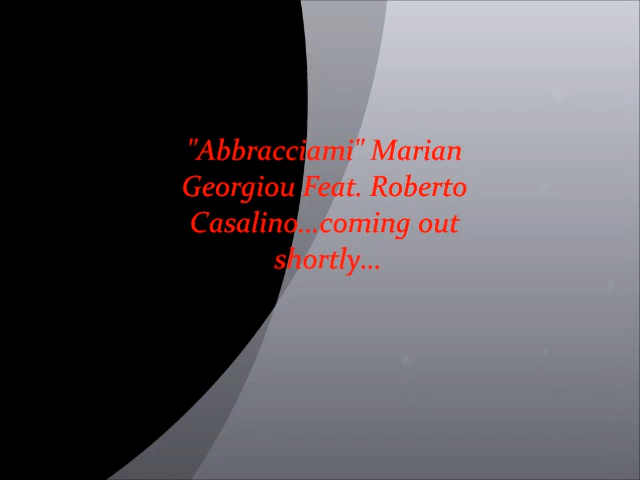 "Abbracciami" Marian
Georgiou Feat. Roberto
Casalino...coming out
shortly...